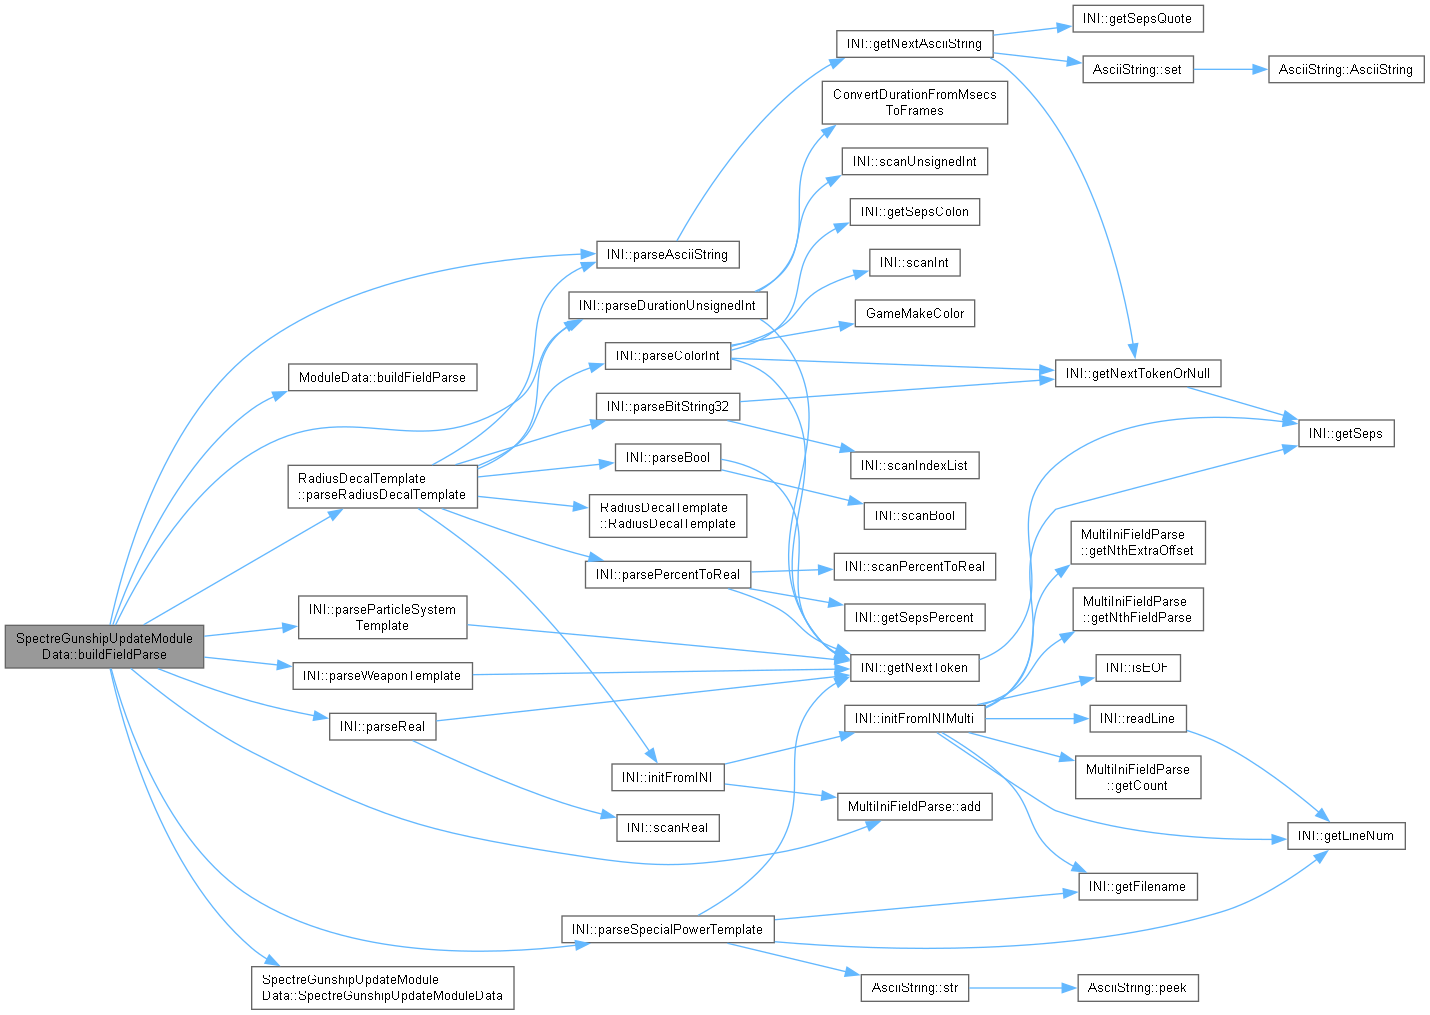 SpectreGunshipUpdateModule
Data::buildFieldParse
ModuleData::buildFieldParse
RadiusDecalTemplate
::parseRadiusDecalTemplate
INI::parseParticleSystem
Template
INI::parseWeaponTemplate
INI::parseReal
SpectreGunshipUpdateModule
Data::SpectreGunshipUpdateModuleData
INI::parseAsciiString
INI::parseDurationUnsignedInt
INI::parseColorInt
INI::parseBitString32
INI::parseBool
RadiusDecalTemplate
::RadiusDecalTemplate
INI::parsePercentToReal
INI::initFromINI
INI::scanReal
INI::parseSpecialPowerTemplate
INI::getNextAsciiString
ConvertDurationFromMsecs
ToFrames
INI::scanUnsignedInt
INI::getSepsColon
INI::scanInt
GameMakeColor
INI::scanIndexList
INI::scanBool
INI::scanPercentToReal
INI::getSepsPercent
INI::getNextToken
INI::initFromINIMulti
MultiIniFieldParse::add
AsciiString::str
INI::getSepsQuote
AsciiString::set
INI::getNextTokenOrNull
MultiIniFieldParse
::getNthExtraOffset
MultiIniFieldParse
::getNthFieldParse
INI::isEOF
INI::readLine
MultiIniFieldParse
::getCount
INI::getFilename
AsciiString::peek
AsciiString::AsciiString
INI::getSeps
INI::getLineNum